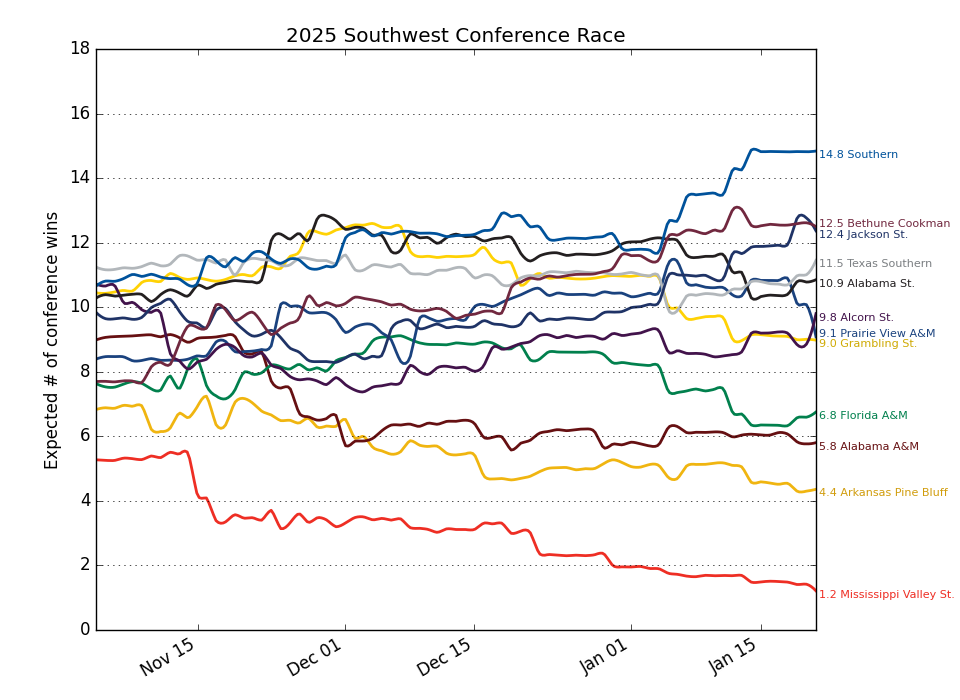 2025 Southwest Conference Race
Expected # of conference wins
18
16
14
12
10
8
6
4
2
0
Nov 15
Dec 01
Dec 15
Jan 01
Jan 15
14.8 Southern
12.5 Bethune Cookman
12.4 Jackson St.
11.5 Texas Southern
10.9 Alabama St.
9.8 Alcorn St.
9.1 Prairie View A&M
9.0 Grambling St.
6.8 Florida A&M
5.8 Alabama A&M
4.4 Arkansas Pine Bluff
1.2 Mississippi Valley St.